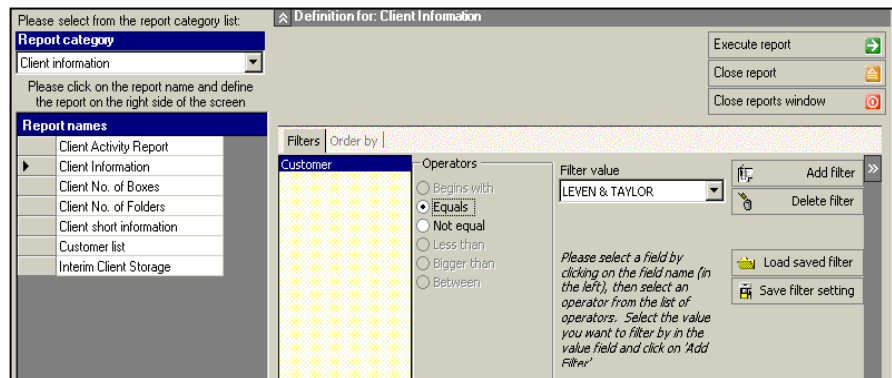 Please select from the report category list:
Report category
Client information
Please click on the report name and define
the report on the right side of the screen
Report names
Client Activity Report
Client Information
Client No. of Boxes
Client No. of Folders
Client short information
Customer list
Interim Client Storage
Definition for: Client Information
Execute report
Close report
Close reports window
Filters Order by
Customer
Operators
Begins with
Equals
Not equal
Less than
Bigger than
Between
Filter value
LEVEN & TAYLOR
Please select a field by
clicking on the field name (in
the left), then select an
operator from the list of
operators. Select the value
you want to filter by in the
value field and click on 'Add
Filter'
Add filter
Delete filter
Load saved filter
Save filter setting